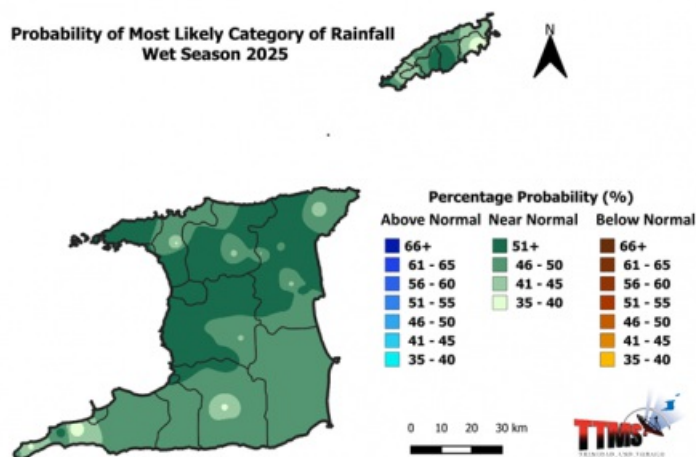 Probability of Most Likely Category of Rainfall
Wet Season 2025
N
Percentage Probability (%)
Above Normal Near Normal Below Normal
66+ 51+ 66+
61 - 65 46 - 50 61 - 65
56 - 60 41 - 45 56 - 60
51 - 55 35 - 40 51 - 55
46 - 50 46 - 50
41 - 45 41 - 45
35 - 40 35 - 40
0 10 20 30 km
TTMS